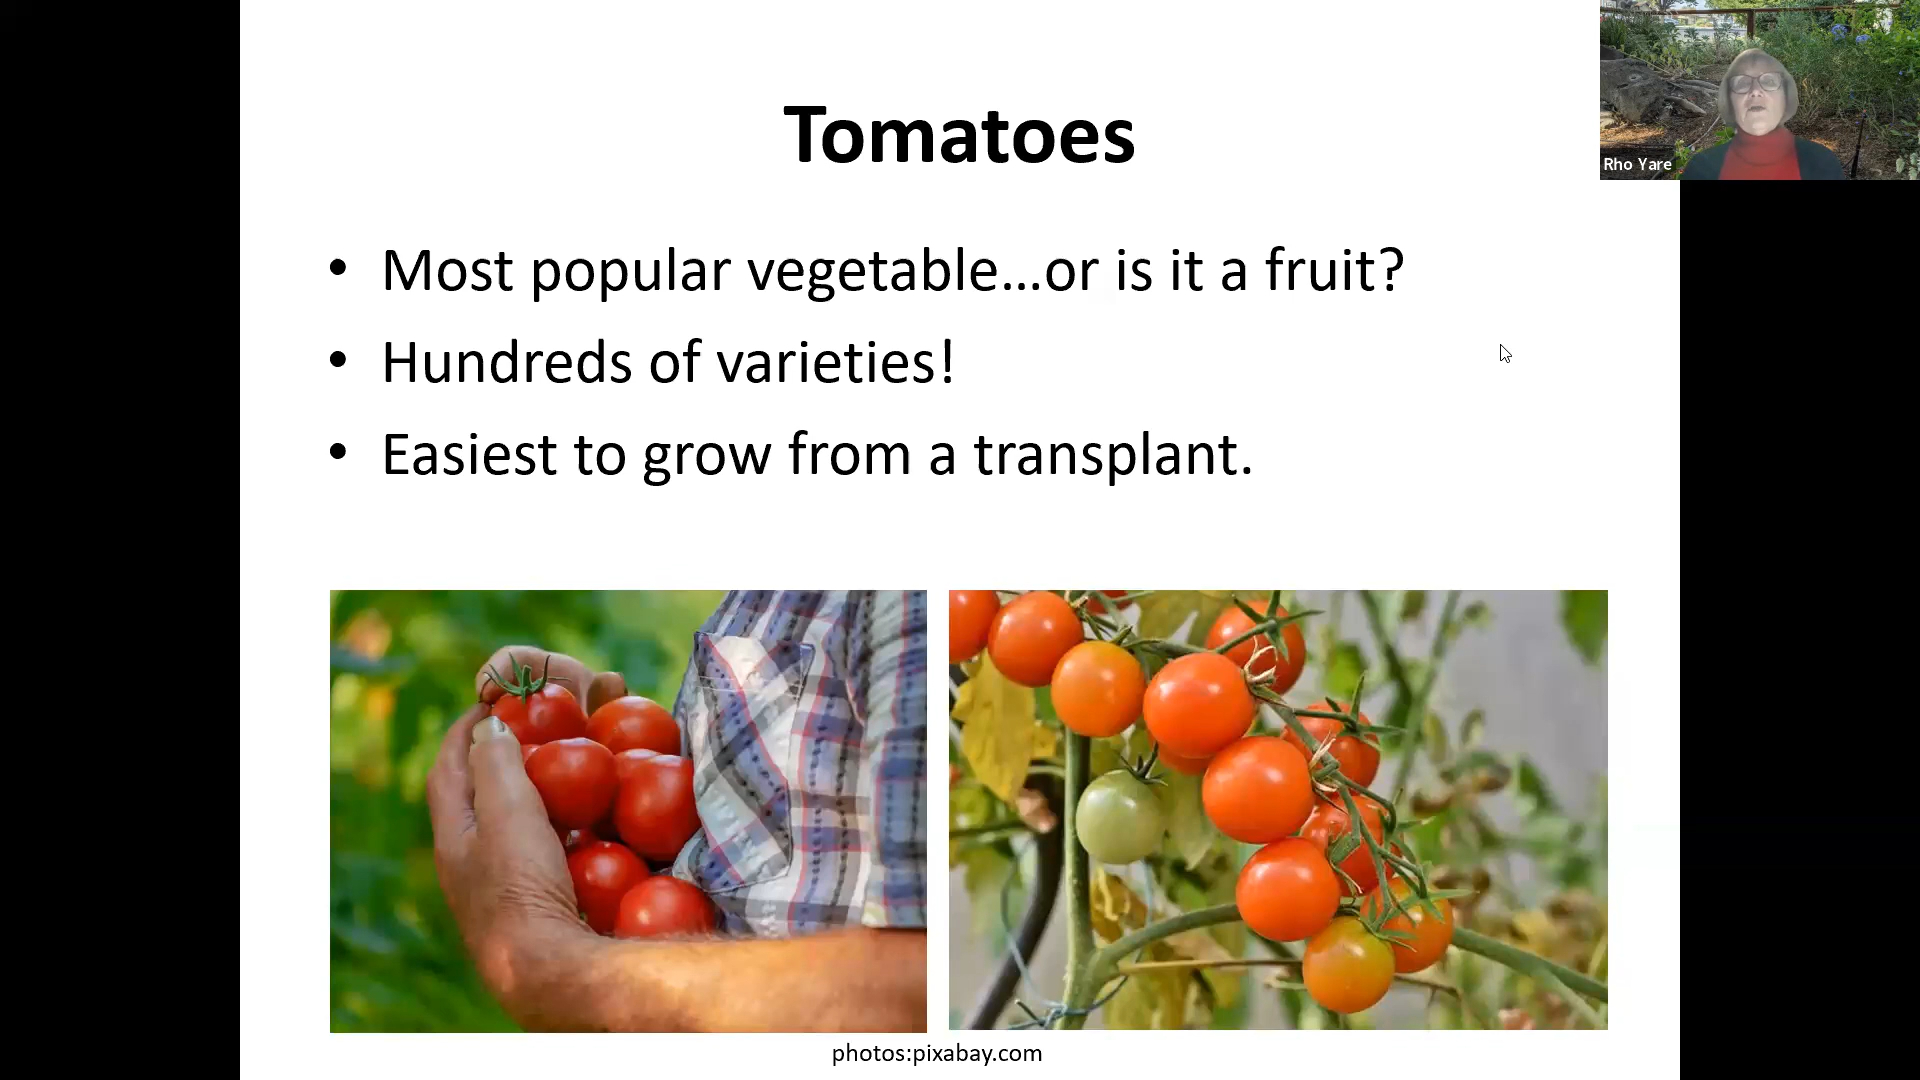 Tomatoes
Rho Yare
• Most popular vegetable...or is it a fruit?
• Hundreds of varieties!
• Easiest to grow from a transplant.
photos:pixabay.com